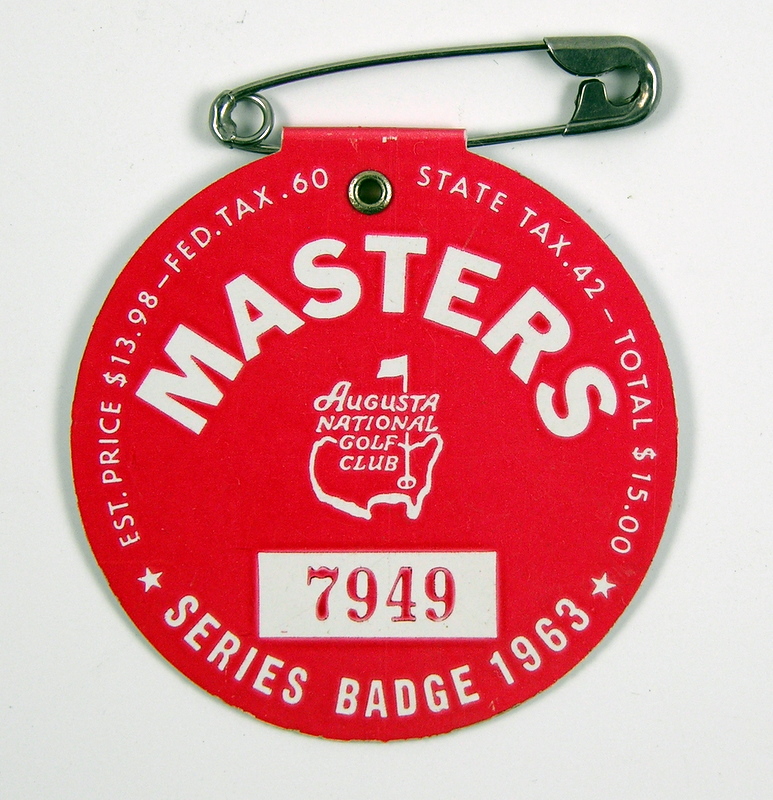 EST. PRICE $13.98–FED.TAX.60 STATE TAX.42 – TOTAL $15.00
MASTERS
AUGUSTA
NATIONAL
GOLF
CLUB
7949
★ SERIES BADGE 1963 ★